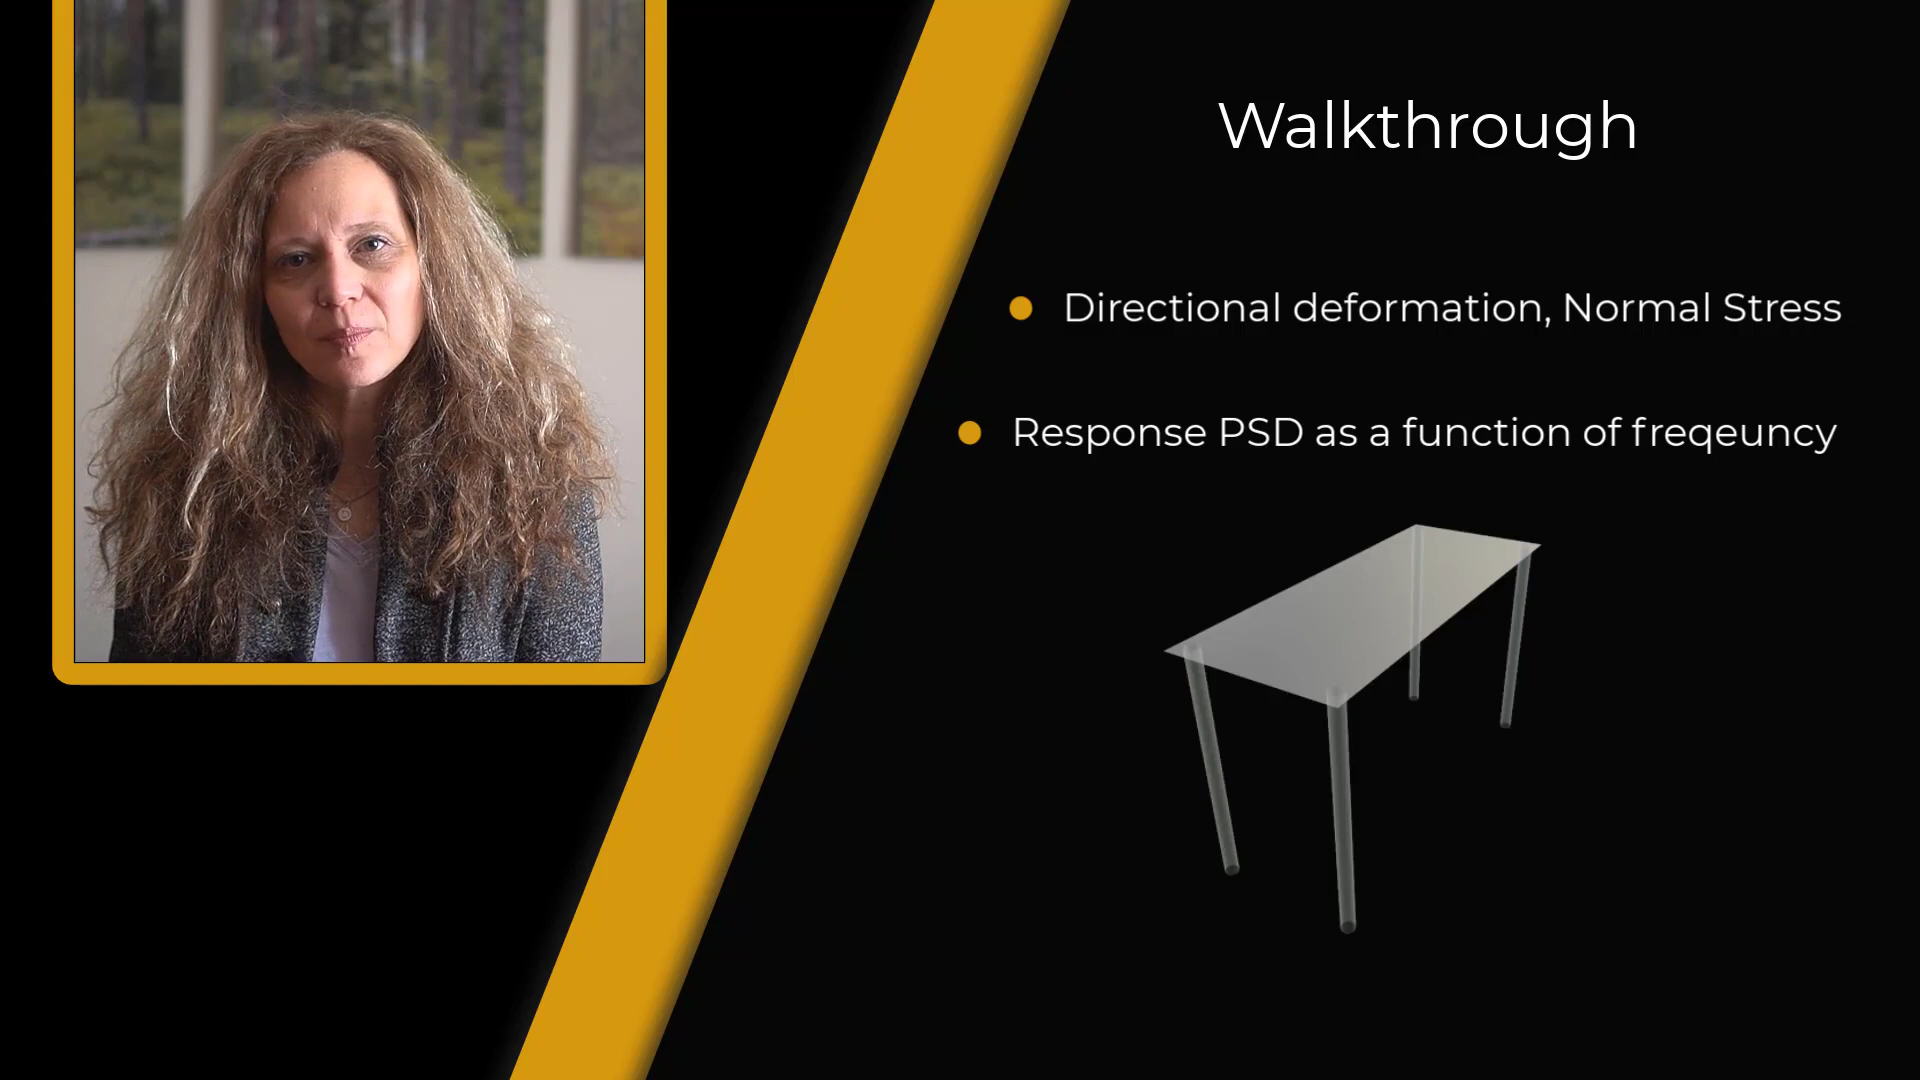 Walkthrough
Directional deformation, Normal Stress
Response PSD as a function of freqeuncy